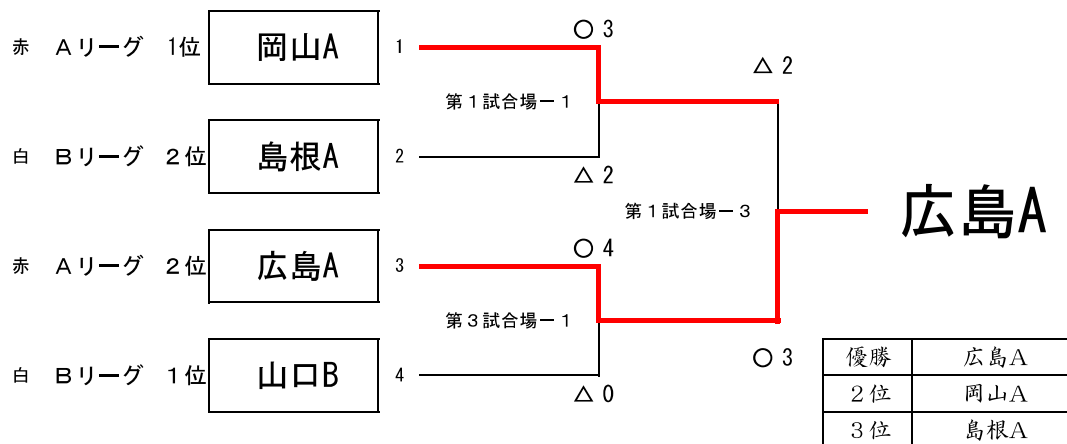 赤 Aリーグ 1位 岡山A 1 ○ 3
△ 2
第1試合場-1
白 Bリーグ 2位 島根A 2
△ 2
第1試合場-3
広島A
赤 Aリーグ 2位 広島A 3 ○ 4
第3試合場-1
○ 3
白 Bリーグ 1位 山口B 4
△ 0
優勝 広島A
2位 岡山A
3位 島根A